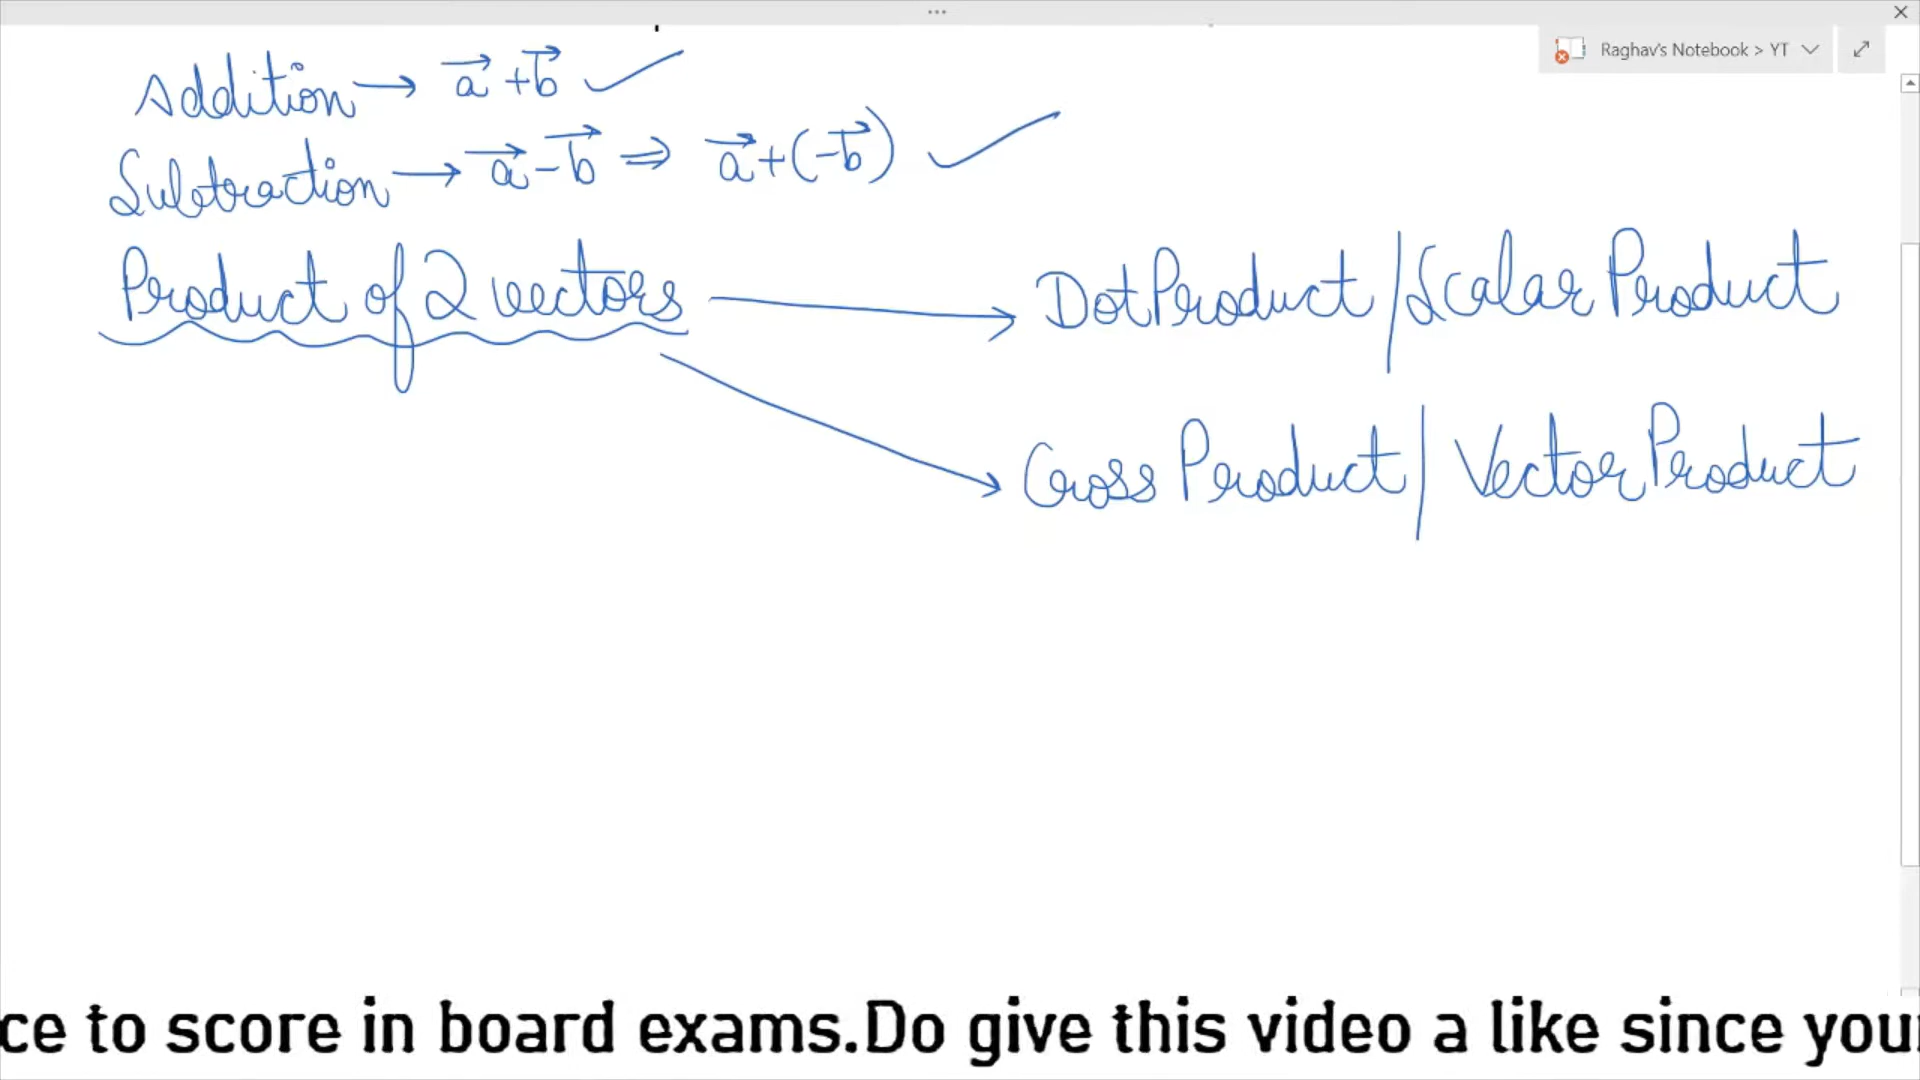 Raghav's Notebook > YT
Addition → a⃗ + b⃗ ✓
Subtraction → a⃗ - b⃗ ⇒ a⃗ + (-b⃗) ✓
Product of 2 vectors → Dot Product / Scalar Product
→ Cross Product / Vector Product
ce to score in board exams.Do give this video a like since you